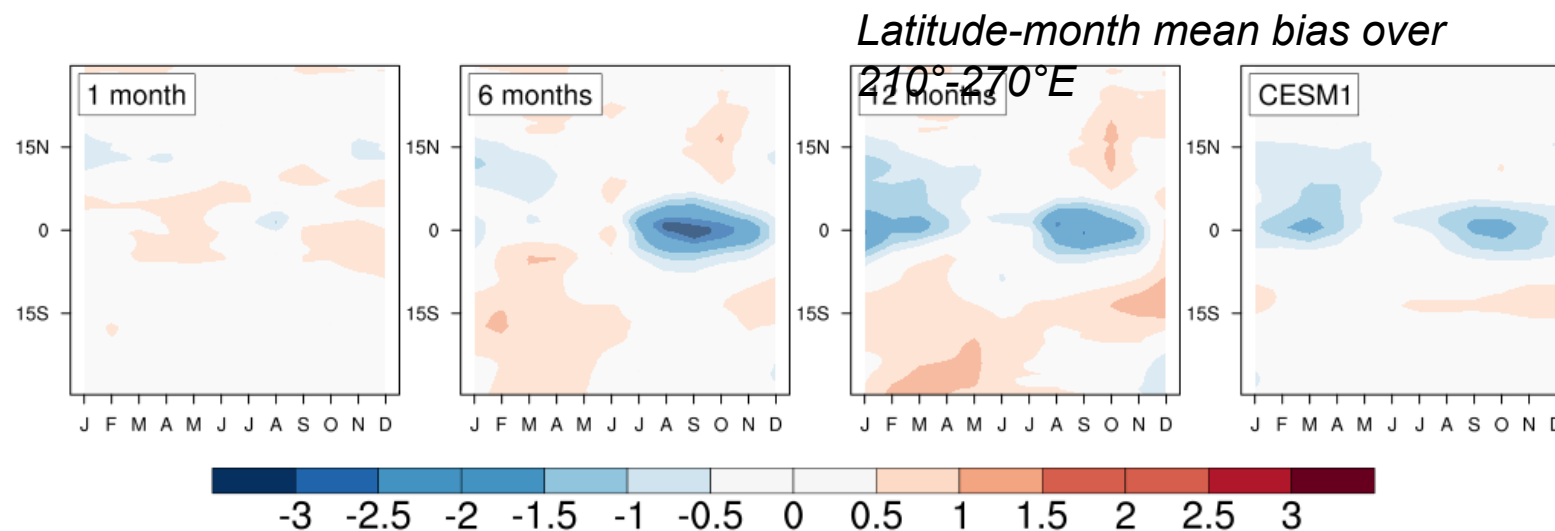 Latitude-month mean bias over
210°-270°E
1 month
6 months
12 months
CESM1
15N
0
15S
15N
0
15S
15N
0
15S
15N
0
15S
J F M A M J J A S O N D
J F M A M J J A S O N D
J F M A M J J A S O N D
J F M A M J J A S O N D
-3 -2.5 -2 -1.5 -1 -0.5 0 0.5 1 1.5 2 2.5 3